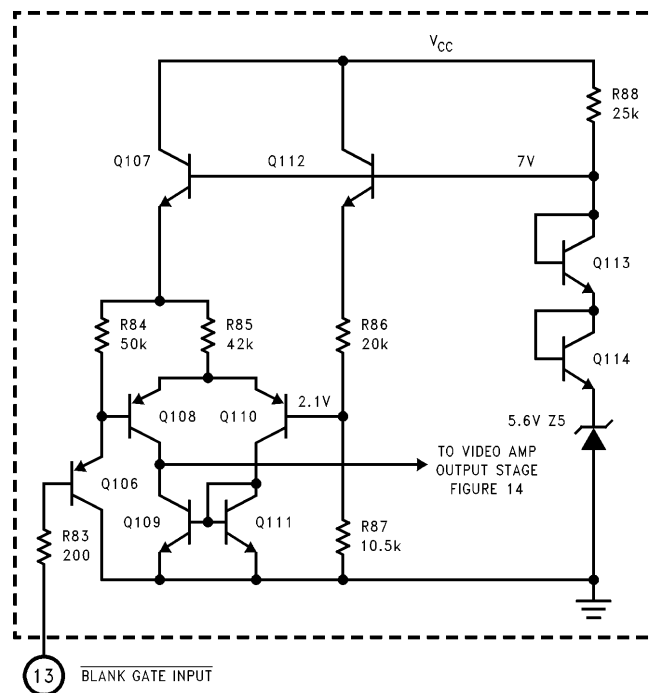 VCC
R88
25k
Q107
Q112
7V
Q113
R84
50k
R85
42k
R86
20k
Q114
2.1V
5.6V Z5
Q108
Q110
TO VIDEO AMP
OUTPUT STAGE
FIGURE 14
Q106
Q109
Q111
R83
200
R87
10.5k
13
BLANK GATE INPUT